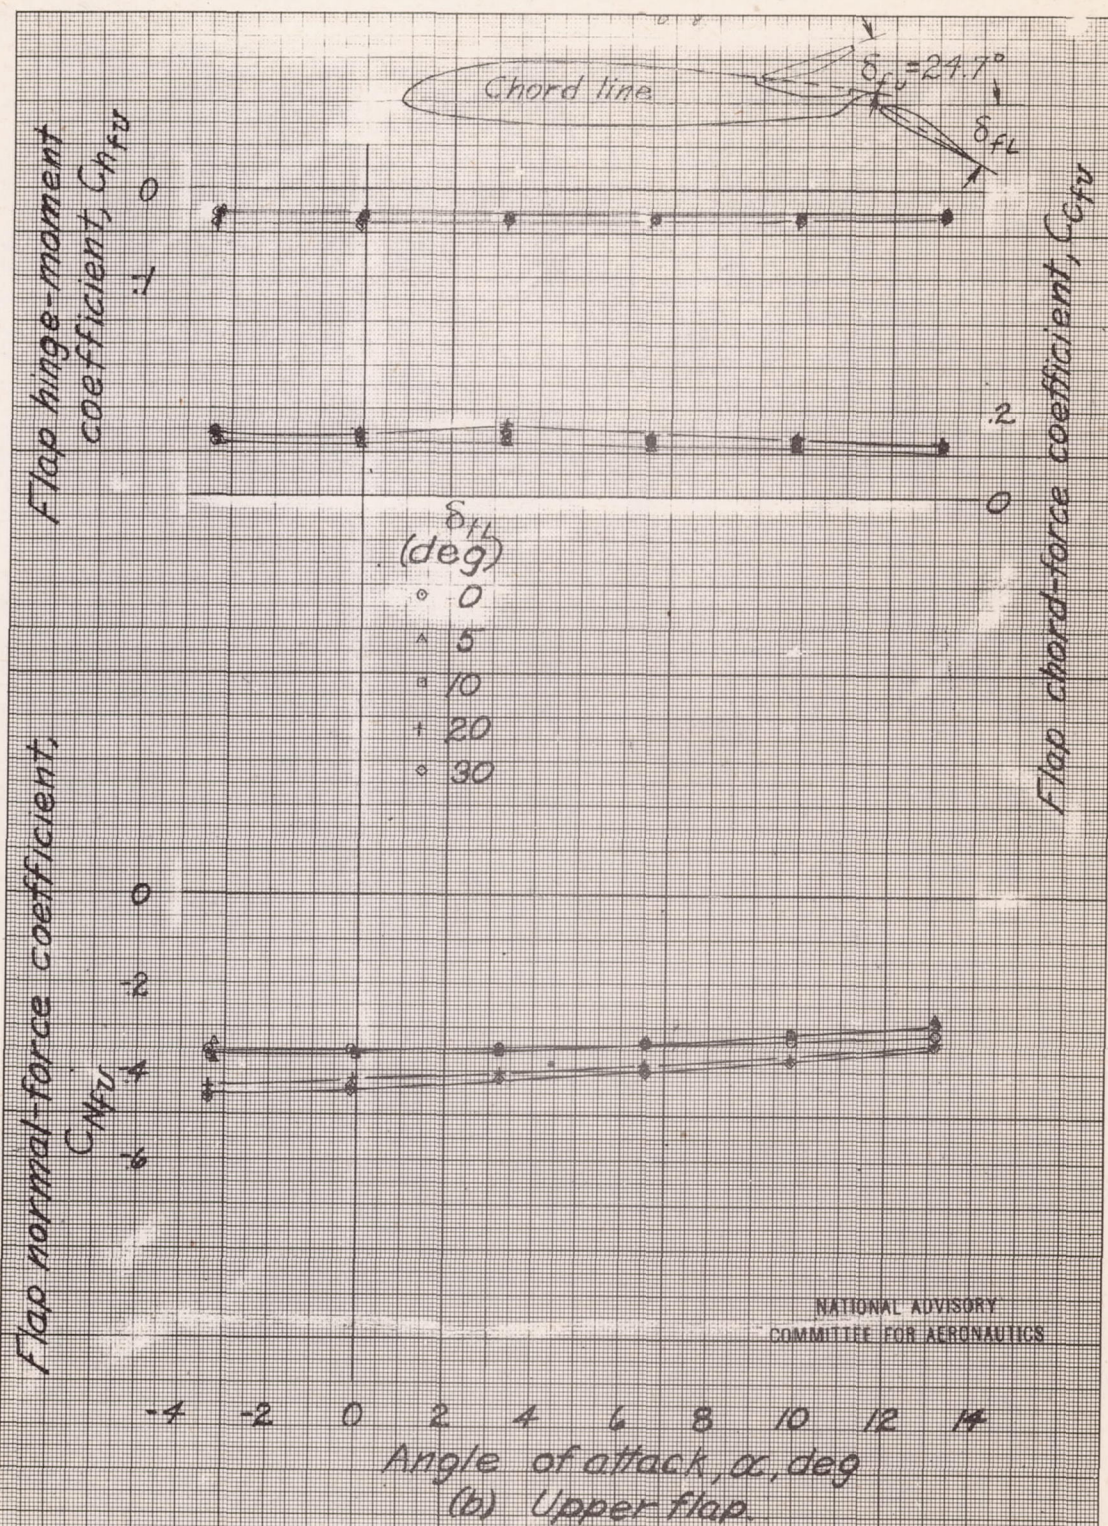 δfU=24.7°
Chord line
δfL
Flap hinge-moment
coefficient, ChfU
0
-.1
Flap chord-force coefficient, CcfU
.2
0
δfL
(deg)
0
5
10
20
30
Flap normal-force coefficient,
CNfU
0
-.2
-.4
-.6
NATIONAL ADVISORY
COMMITTEE FOR AERONAUTICS
-4 -2 0 2 4 6 8 10 12 14
Angle of attack, α, deg
(b) Upper flap.